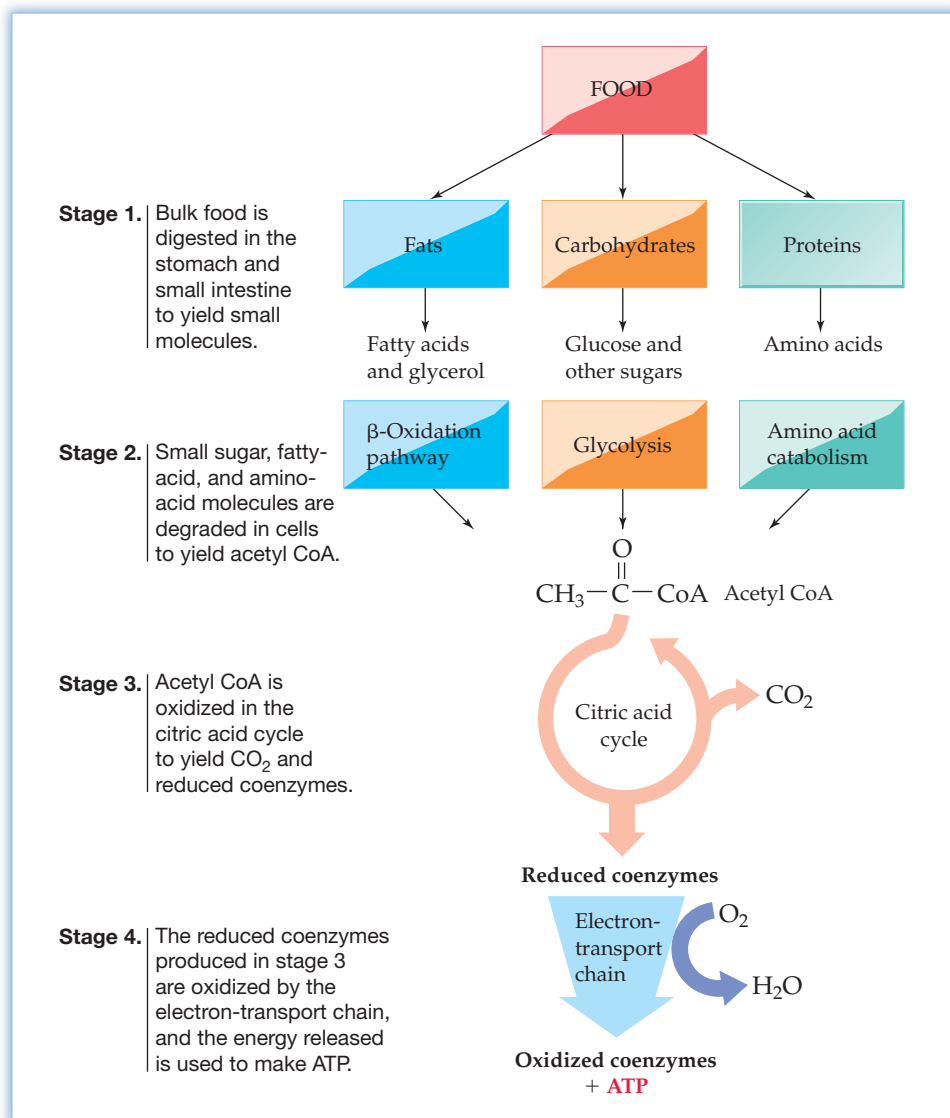 FOOD
Stage 1. Bulk food is
digested in the
stomach and
small intestine
to yield small
molecules.
Fats
Carbohydrates
Proteins
Fatty acids
and glycerol
Glucose and
other sugars
Amino acids
Stage 2. Small sugar, fatty-
acid, and amino-
acid molecules are
degraded in cells
to yield acetyl CoA.
β-Oxidation
pathway
Glycolysis
Amino acid
catabolism
O
CH₃—C—CoA Acetyl CoA
Stage 3. Acetyl CoA is
oxidized in the
citric acid cycle
to yield CO₂ and
reduced coenzymes.
Citric acid
cycle
CO₂
Reduced coenzymes
Stage 4. The reduced coenzymes
produced in stage 3
are oxidized by the
electron-transport chain,
and the energy released
is used to make ATP.
Electron-
transport
chain
O₂
H₂O
Oxidized coenzymes
+ ATP